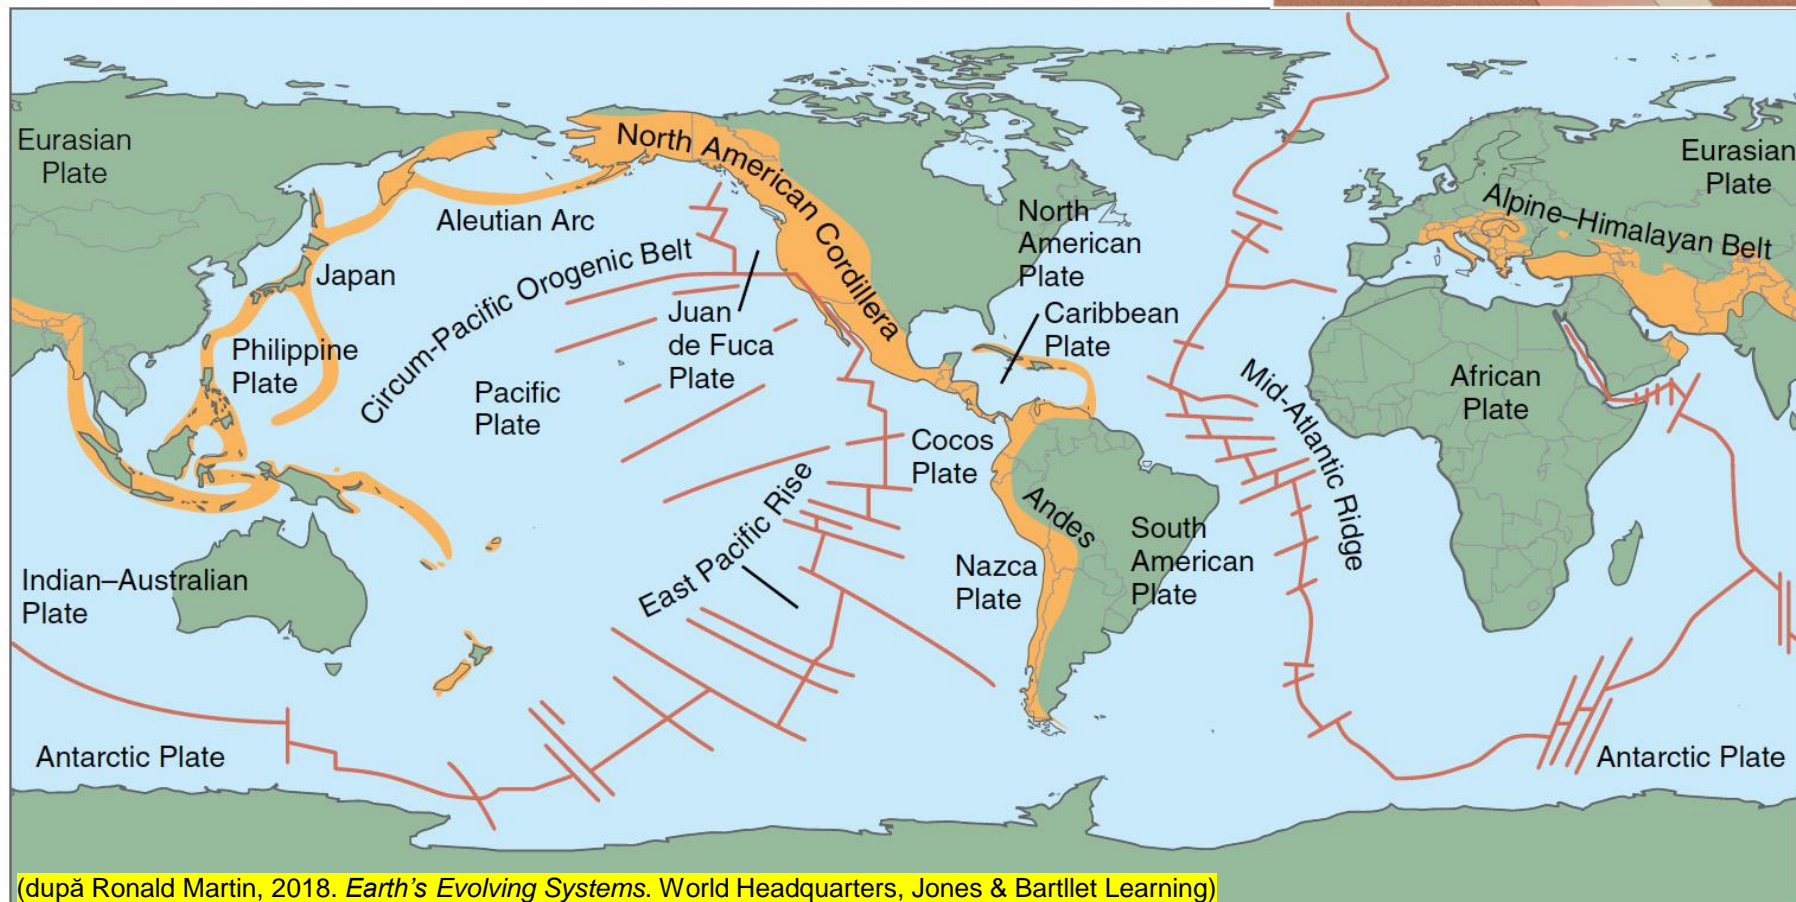 Eurasian
Plate
North American Cordillera
Aleutian Arc
Japan
Circum-Pacific Orogenic Belt
Philippine
Plate
Pacific
Plate
Juan
de Fuca
Plate
North
American
Plate
Caribbean
Plate
Eurasian
Plate
Alpine–Himalayan Belt
African
Plate
Mid-Atlantic Ridge
Cocos
Plate
East Pacific Rise
Andes
South
American
Plate
Nazca
Plate
Indian–Australian
Plate
Antarctic Plate
Antarctic Plate
(după Ronald Martin, 2018. Earth's Evolving Systems. World Headquarters, Jones & Bartllet Learning)